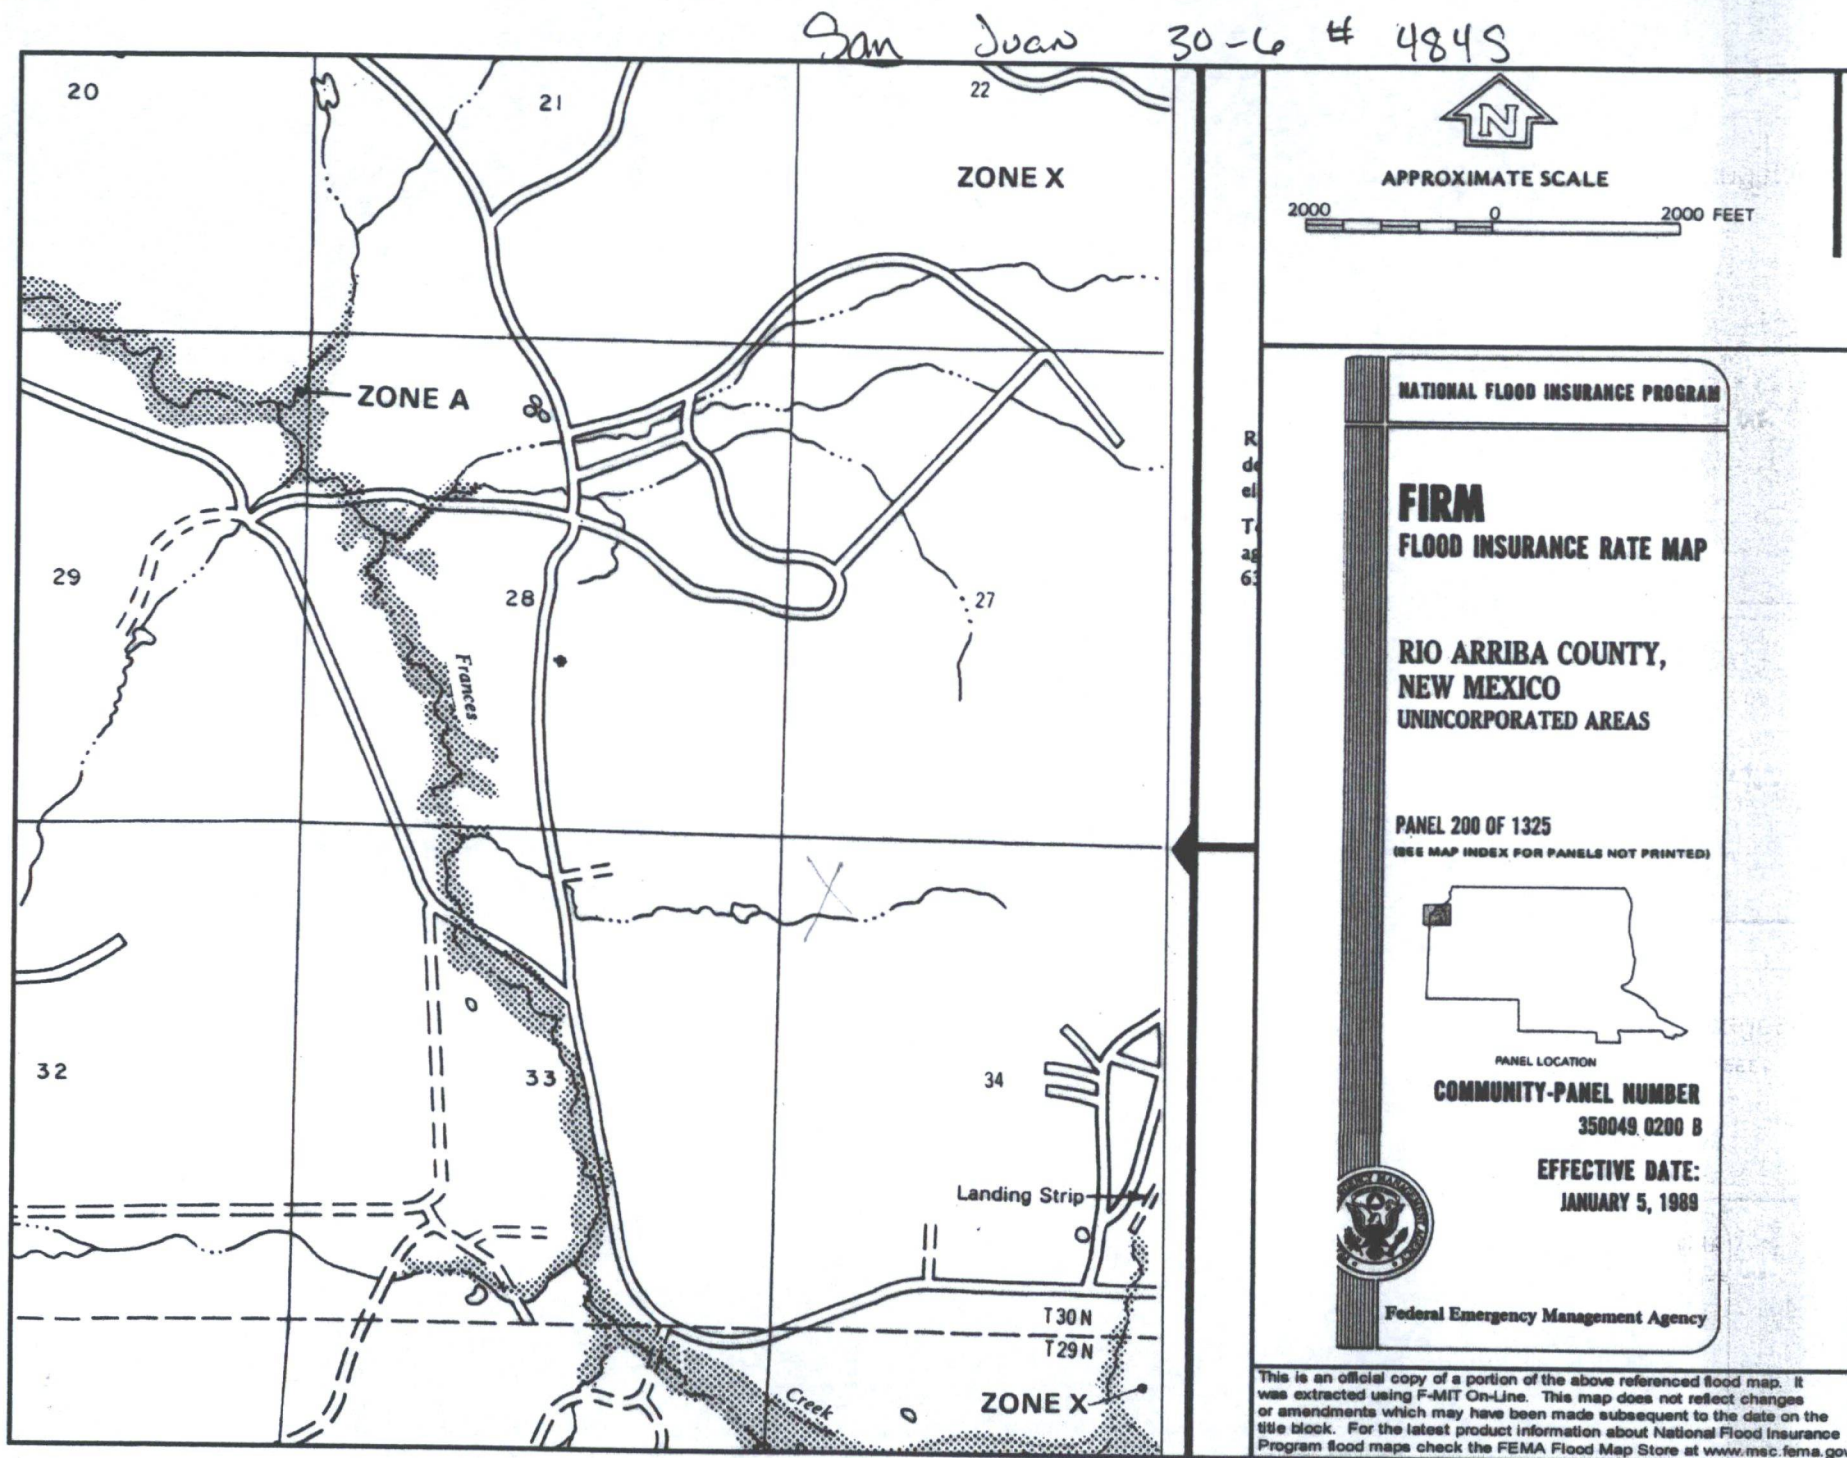 San Juan 30-6 # 484S
20
21
22
ZONE X
ZONE A
29
28
27
Frances
32
33
34
Landing Strip
T 30 N
T 29 N
ZONE X
Creek
N
APPROXIMATE SCALE
2000 0 2000 FEET
R
de
el
T
ag
63
NATIONAL FLOOD INSURANCE PROGRAM
FIRM
FLOOD INSURANCE RATE MAP
RIO ARRIBA COUNTY,
NEW MEXICO
UNINCORPORATED AREAS
PANEL 200 OF 1325
(SEE MAP INDEX FOR PANELS NOT PRINTED)
PANEL LOCATION
COMMUNITY-PANEL NUMBER
350049 0200 B
EFFECTIVE DATE:
JANUARY 5, 1989
Federal Emergency Management Agency
This is an official copy of a portion of the above referenced flood map. It
was extracted using F-MIT On-Line. This map does not reflect changes
or amendments which may have been made subsequent to the date on the
title block. For the latest product information about National Flood Insurance
Program flood maps check the FEMA Flood Map Store at www.msc.fema.gov